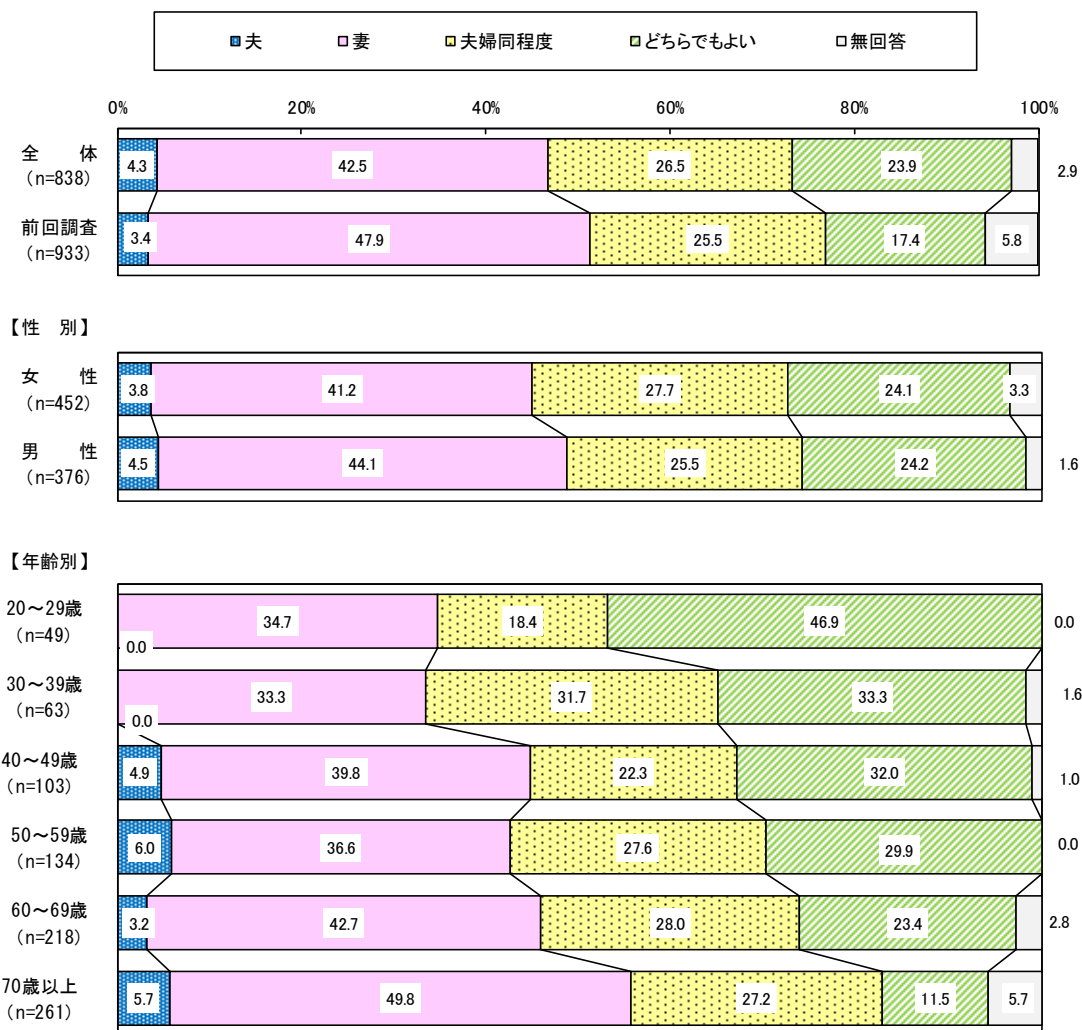 夫 妻 夫婦同程度 どちらでもよい 無回答
0% 20% 40% 60% 80% 100%
全　体
4.3 42.5 26.5 23.9 2.9
(n=838)
前回調査
3.4 47.9 25.5 17.4 5.8
(n=933)
【性　別】
女　性
3.8 41.2 27.7 24.1 3.3
(n=452)
男　性
4.5 44.1 25.5 24.2 1.6
(n=376)
【年齢別】
20～29歳
34.7 18.4 46.9 0.0
(n=49)
0.0
30～39歳
33.3 31.7 33.3 1.6
(n=63)
0.0
40～49歳
4.9 39.8 22.3 32.0 1.0
(n=103)
50～59歳
6.0 36.6 27.6 29.9 0.0
(n=134)
60～69歳
3.2 42.7 28.0 23.4 2.8
(n=218)
70歳以上
5.7 49.8 27.2 11.5 5.7
(n=261)